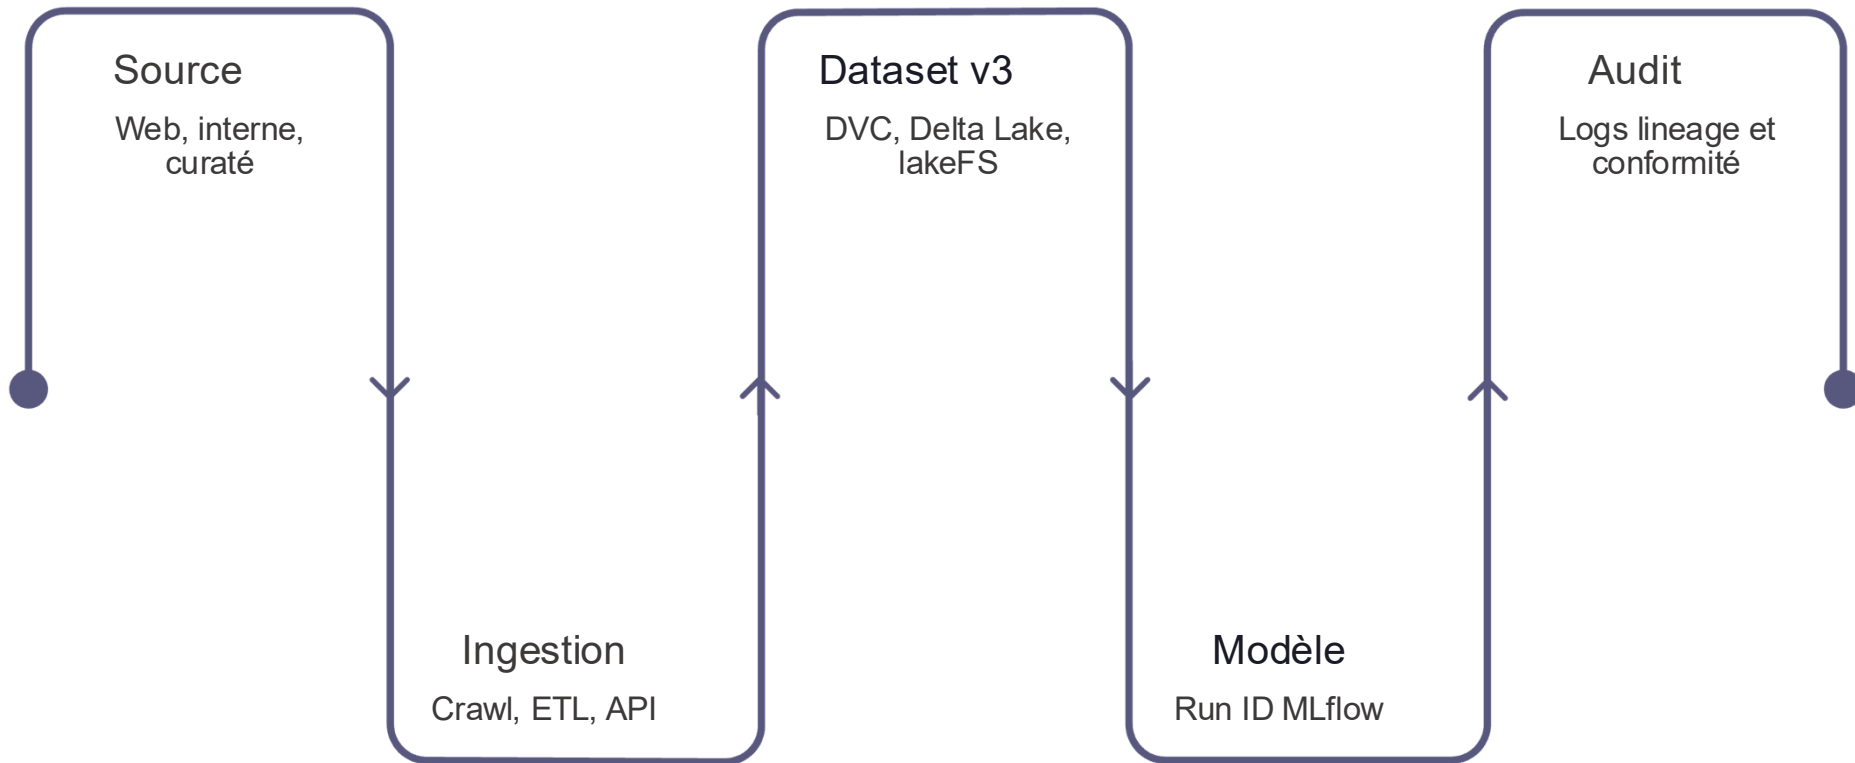 Source
Web, interne,
curaté
Ingestion
Crawl, ETL, API
Dataset v3
DVC, Delta Lake,
lakeFS
Modèle
Run ID MLflow
Audit
Logs lineage et
conformité